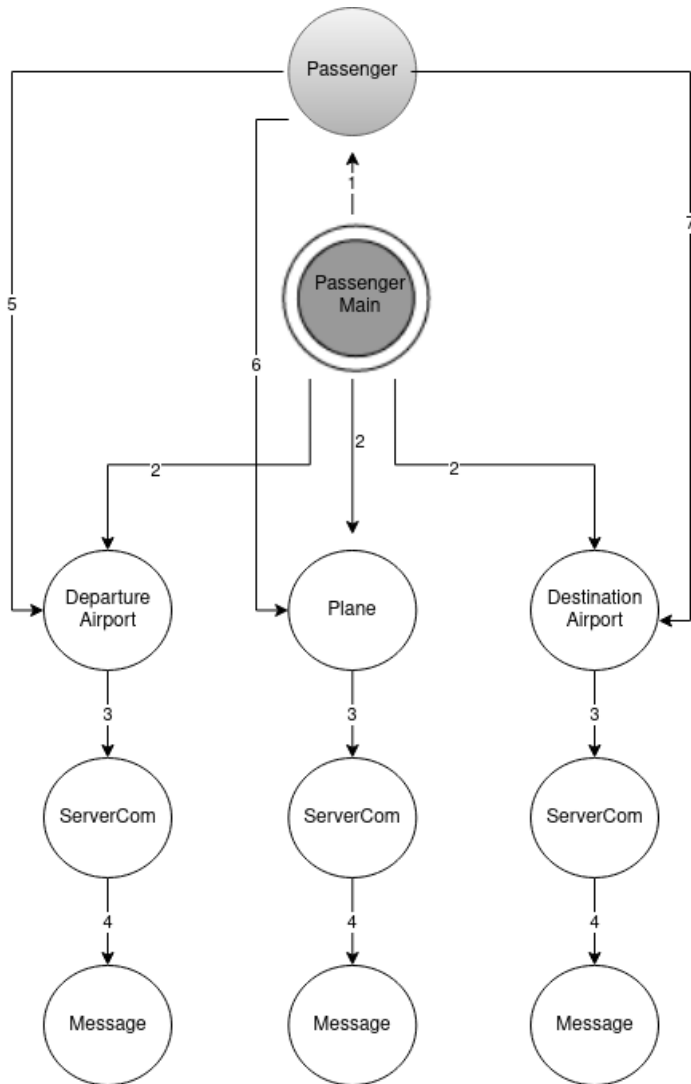 Passenger
1
7
Passenger
Main
5
6
2
2
2
Departure
Airport
Plane
Destination
Airport
3
3
3
ServerCom
ServerCom
ServerCom
4
4
4
Message
Message
Message